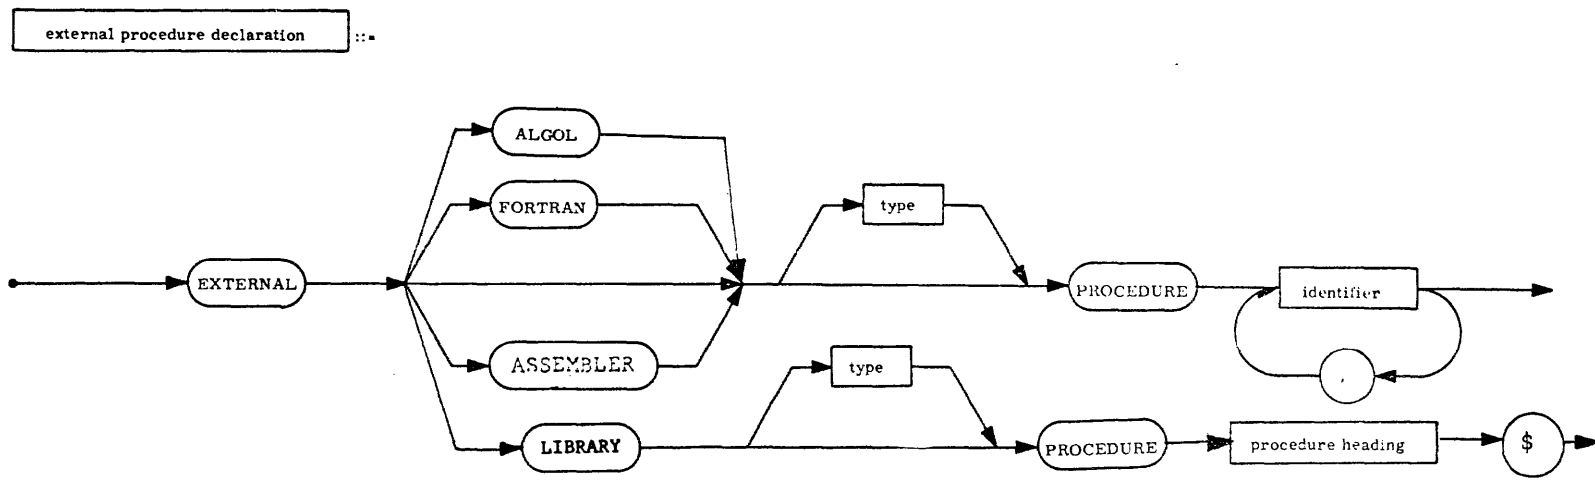 external procedure declaration ::=
ALGOL
FORTRAN
type
EXTERNAL
PROCEDURE
identifier
ASSEMBLER
type
,
LIBRARY
PROCEDURE
procedure heading
$